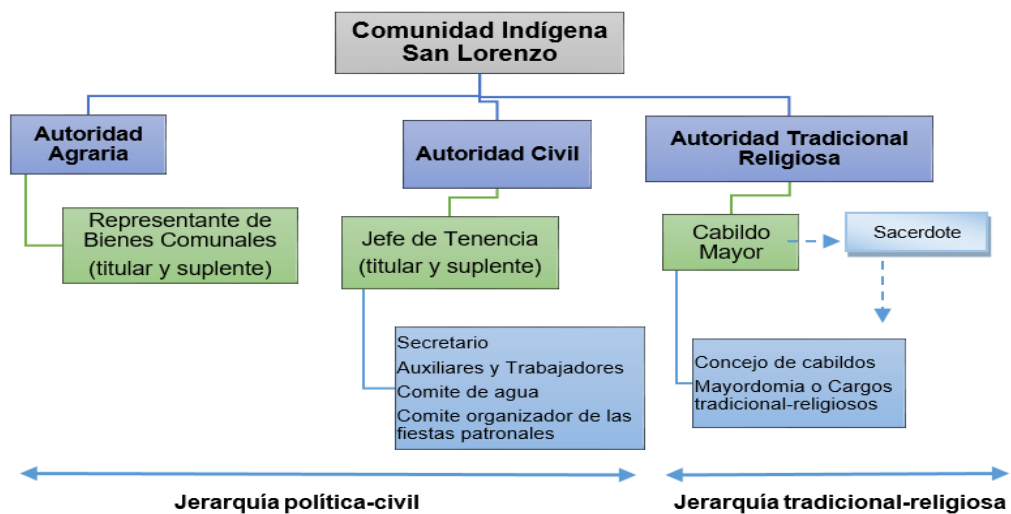 Comunidad Indígena
San Lorenzo
Autoridad
Agraria
Autoridad Civil
Autoridad Tradicional
Religiosa
Representante de
Bienes Comunales
(titular y suplente)
Jefe de Tenencia
(titular y suplente)
Cabildo
Mayor
Sacerdote
Secretario
Auxiliares y Trabajadores
Comite de agua
Comite organizador de las
fiestas patronales
Concejo de cabildos
Mayordomia o Cargos
tradicional-religiosos
Jerarquía política-civil
Jerarquía tradicional-religiosa